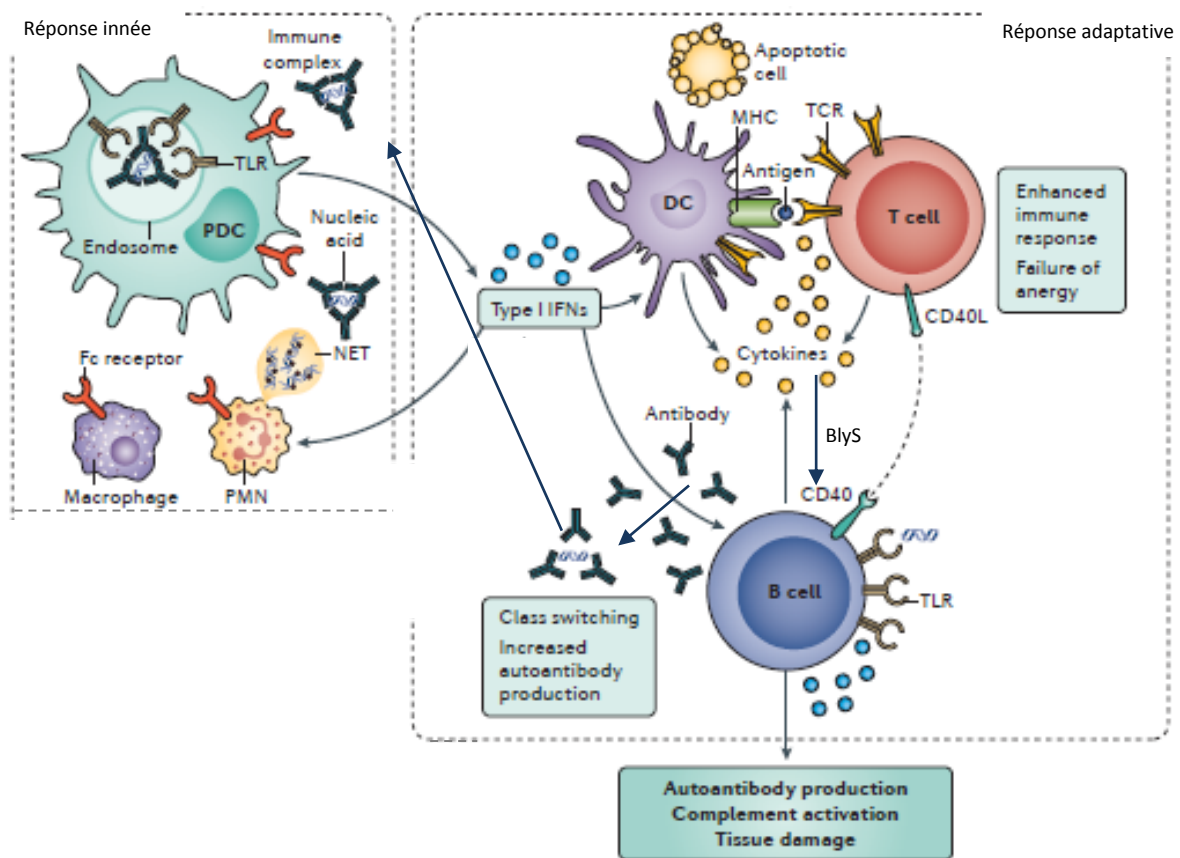 Réponse innée
Immune
complex
TLR
Endosome
PDC
Nucleic
acid
NET
Fc receptor
Macrophage
PMN
Réponse adaptative
Apoptotic
cell
MHC
TCR
Antigen
DC
T cell
Enhanced
immune
response
Failure of
anergy
Type I IFNs
CD40L
Cytokines
Antibody
BlyS
CD40
B cell
TLR
Class switching
Increased
autoantibody
production
Autoantibody production
Complement activation
Tissue damage